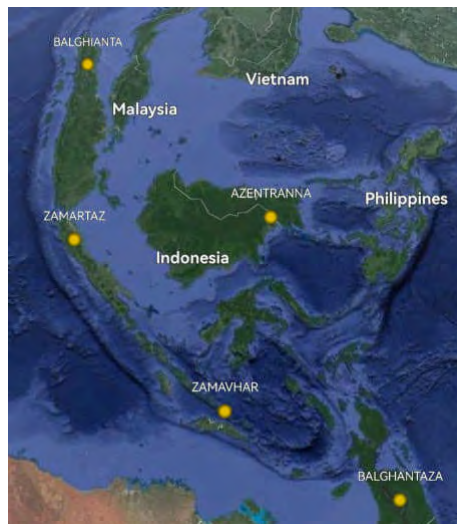 BALGHIANTA
Vietnam
Malaysia
AZENTRANNA
Philippines
ZAMARTAZ
Indonesia
ZAMAVHAR
BALGHANTAZA